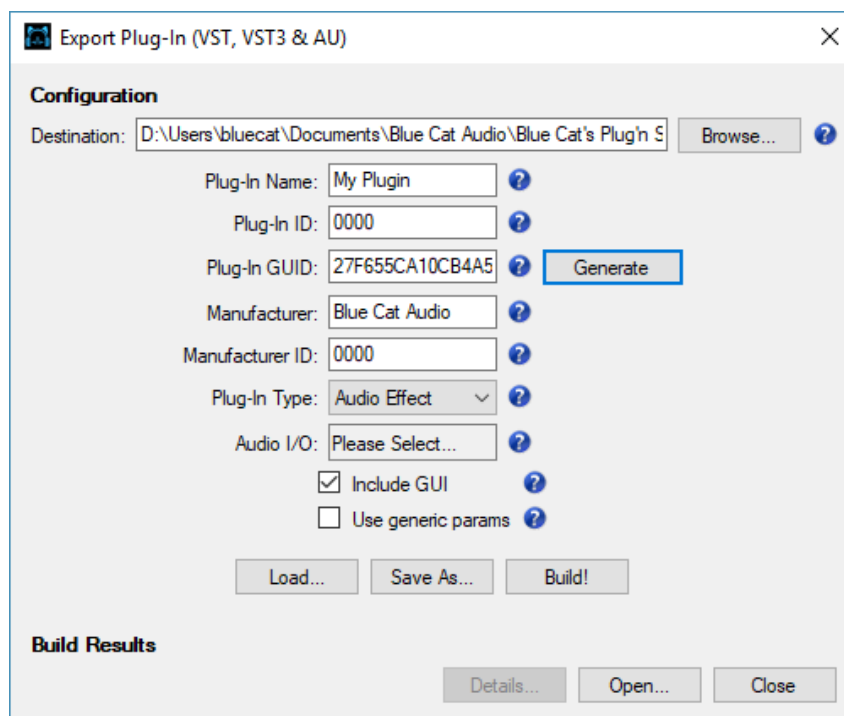 Export Plug-In (VST, VST3 & AU)
Configuration
Destination: D:\Users\bluecat\Documents\Blue Cat Audio\Blue Cat's Plug'n S Browse... ?
Plug-In Name: My Plugin ?
Plug-In ID: 0000 ?
Plug-In GUID: 27F655CA10CB4A5 ? Generate
Manufacturer: Blue Cat Audio ?
Manufacturer ID: 0000 ?
Plug-In Type: Audio Effect ?
Audio I/O: Please Select... ?
Include GUI ?
Use generic params ?
Load... Save As... Build!
Build Results
Details... Open... Close